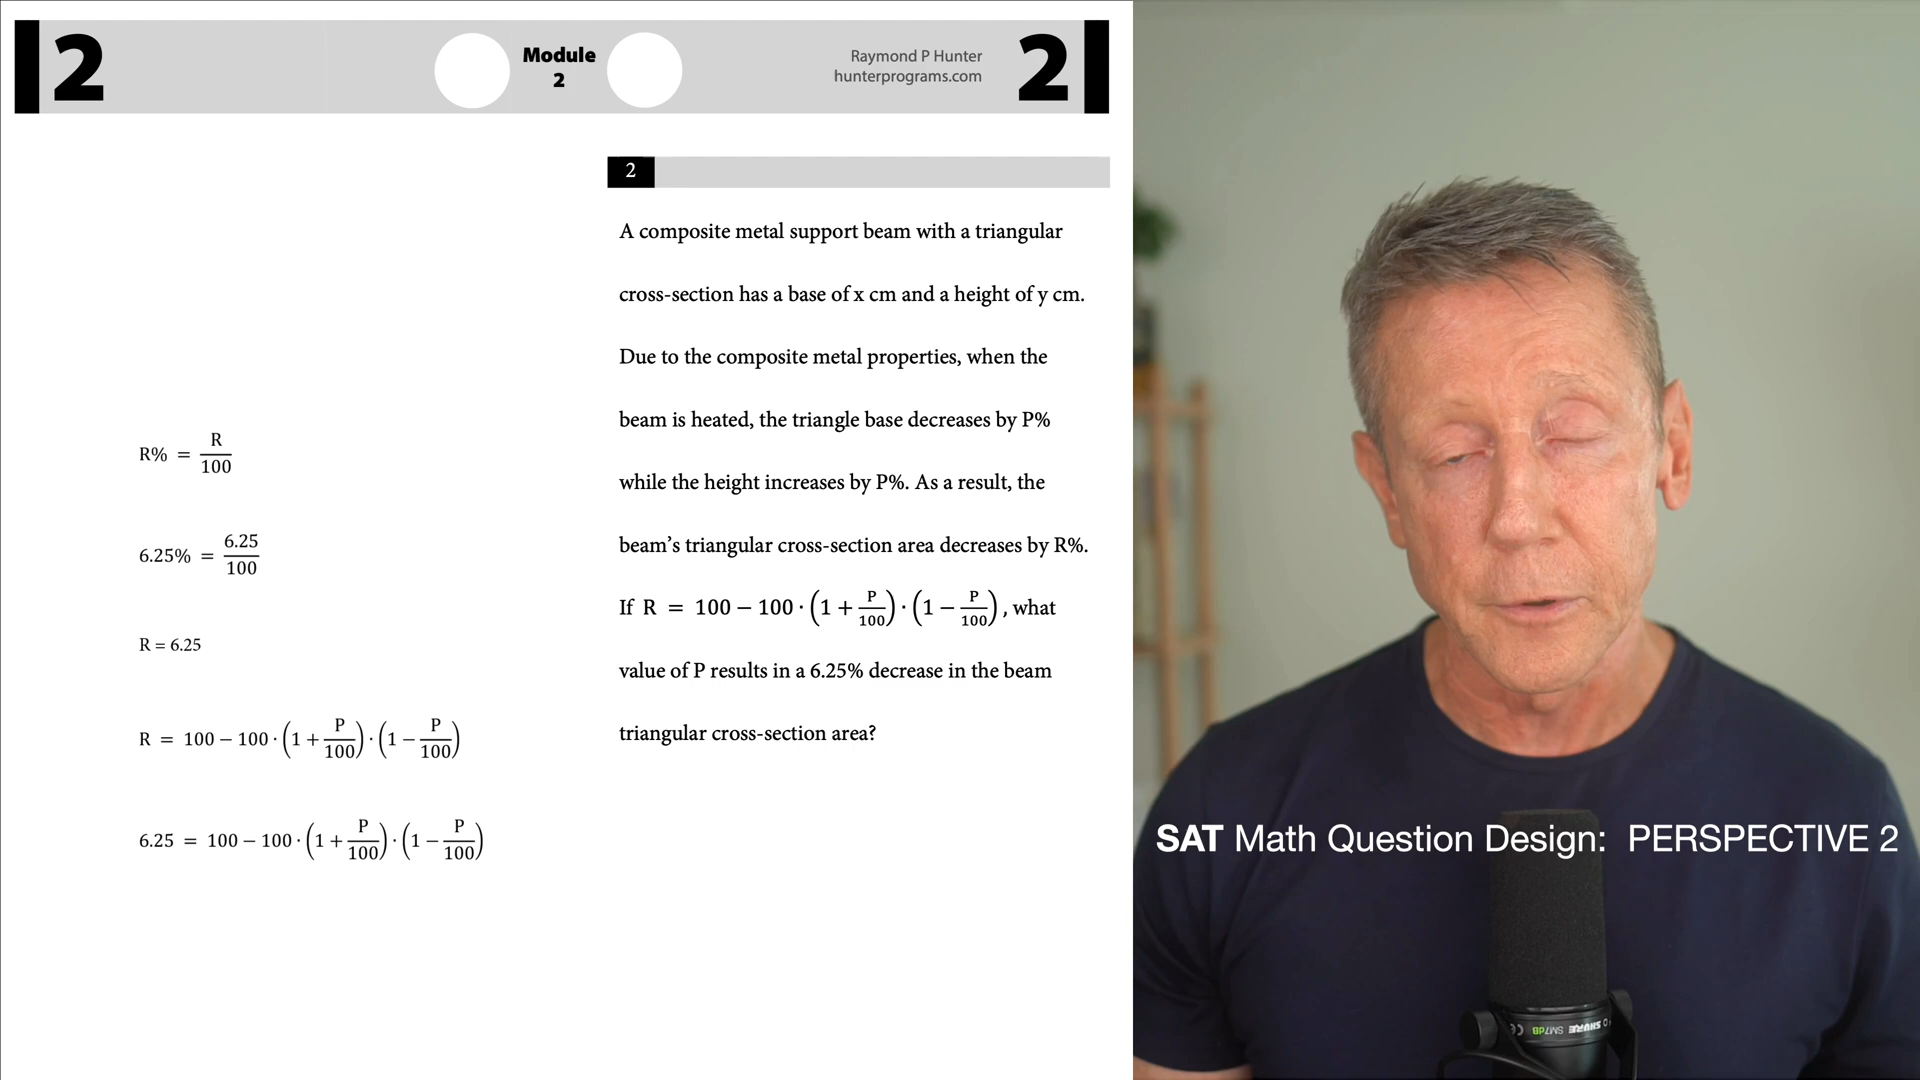 2
Module
2
Raymond P Hunter
hunterprograms.com
2
R% = R/100
6.25% = 6.25/100
R = 6.25
R = 100 − 100 · (1 + P/100) · (1 − P/100)
6.25 = 100 − 100 · (1 + P/100) · (1 − P/100)
2
A composite metal support beam with a triangular
cross-section has a base of x cm and a height of y cm.
Due to the composite metal properties, when the
beam is heated, the triangle base decreases by P%
while the height increases by P%. As a result, the
beam’s triangular cross-section area decreases by R%.
If R = 100 − 100 · (1 + P/100) · (1 − P/100) , what
value of P results in a 6.25% decrease in the beam
triangular cross-section area?
SAT Math Question Design: PERSPECTIVE 2
SHURE
SM7dB